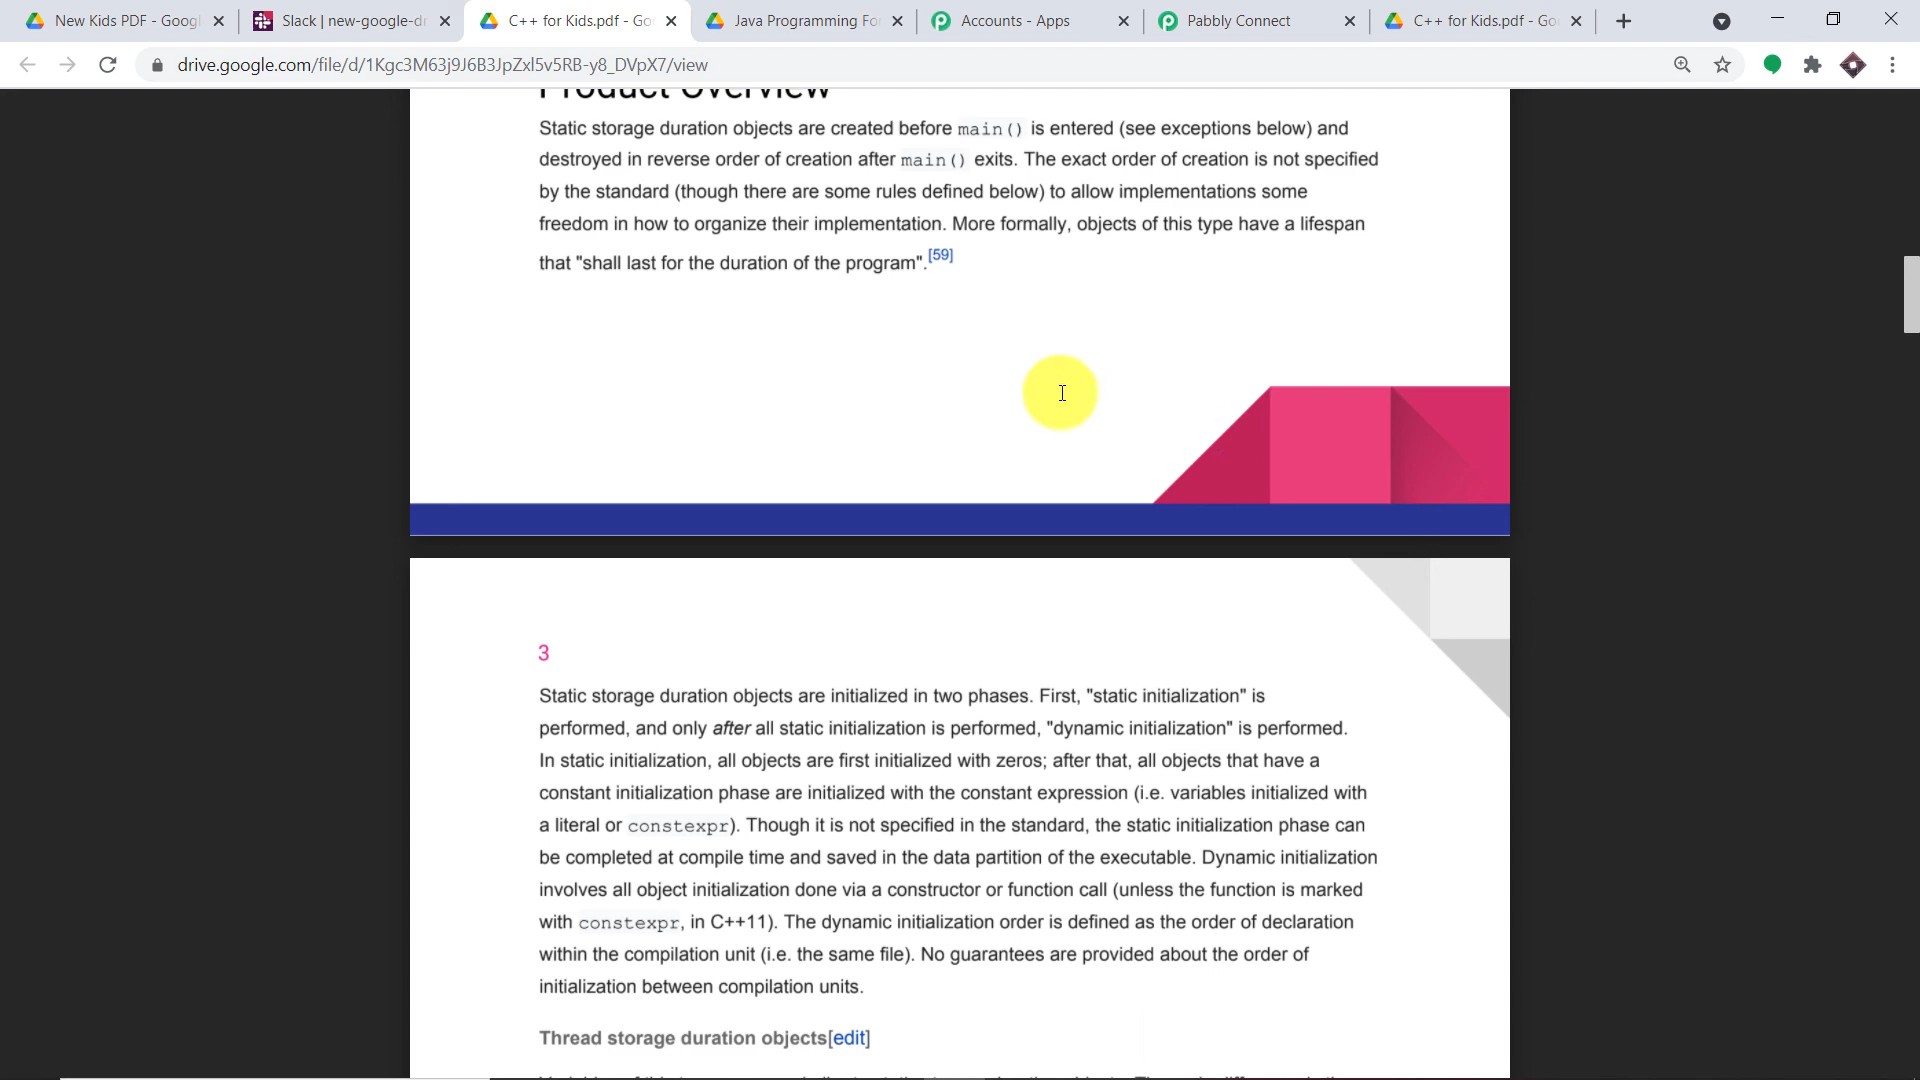 New Kids PDF - Googl
Slack | new-google-dr
C++ for Kids.pdf - Go
Java Programming Fo
Accounts - Apps
Pabbly Connect
C++ for Kids.pdf - Go
drive.google.com/file/d/1Kgc3M63j9J6B3JpZxl5v5RB-y8_DVpX7/view
Product Overview
Static storage duration objects are created before main() is entered (see exceptions below) and
destroyed in reverse order of creation after main() exits. The exact order of creation is not specified
by the standard (though there are some rules defined below) to allow implementations some
freedom in how to organize their implementation. More formally, objects of this type have a lifespan
that "shall last for the duration of the program".[59]
3
Static storage duration objects are initialized in two phases. First, "static initialization" is
performed, and only after all static initialization is performed, "dynamic initialization" is performed.
In static initialization, all objects are first initialized with zeros; after that, all objects that have a
constant initialization phase are initialized with the constant expression (i.e. variables initialized with
a literal or constexpr). Though it is not specified in the standard, the static initialization phase can
be completed at compile time and saved in the data partition of the executable. Dynamic initialization
involves all object initialization done via a constructor or function call (unless the function is marked
with constexpr, in C++11). The dynamic initialization order is defined as the order of declaration
within the compilation unit (i.e. the same file). No guarantees are provided about the order of
initialization between compilation units.
Thread storage duration objects[edit]